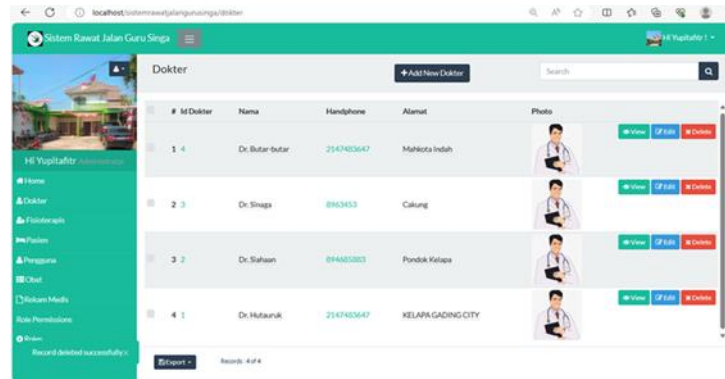 localhost/sistemrawatjalangurusinga/dokter
Sistem Rawat Jalan Guru Singa
Hi Yupitafitr !
Dokter
+Add New Dokter
Search
Hi Yupitafitr Administrator
Home
Dokter
Fisioterapis
Pasien
Pengguna
Obat
Rekam Medis
Role Permissions
Roles
Record deleted successfully x
# Id Dokter Nama Handphone Alamat Photo
1 4 Dr. Butar-butar 2147483647 Mahkota Indah View Edit Delete
2 3 Dr. Sinaga 8963453 Cakung View Edit Delete
3 2 Dr. Siahaan Pondok Kelapa View Edit Delete
4 1 Dr. Hutauruk 2147483647 KELAPA GADING CITY View Edit Delete
Export
Records : 4 of 4